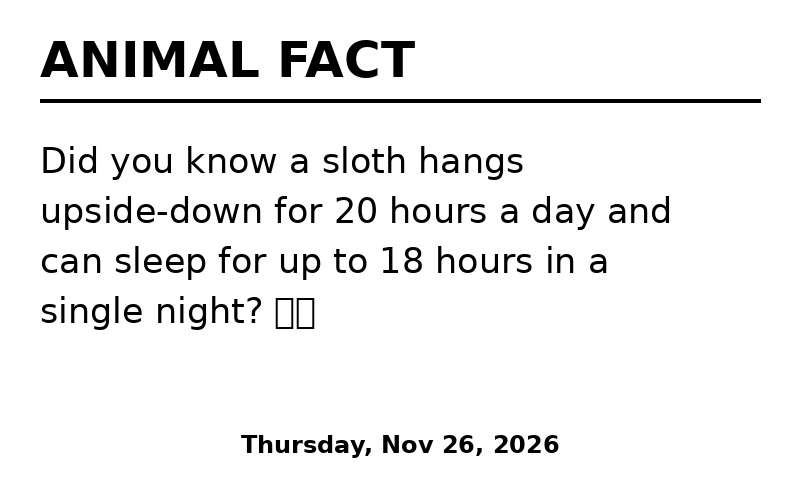 ANIMAL FACT
Did you know a sloth hangs
upside-down for 20 hours a day and
can sleep for up to 18 hours in a
single night? 
Thursday, Nov 26, 2026